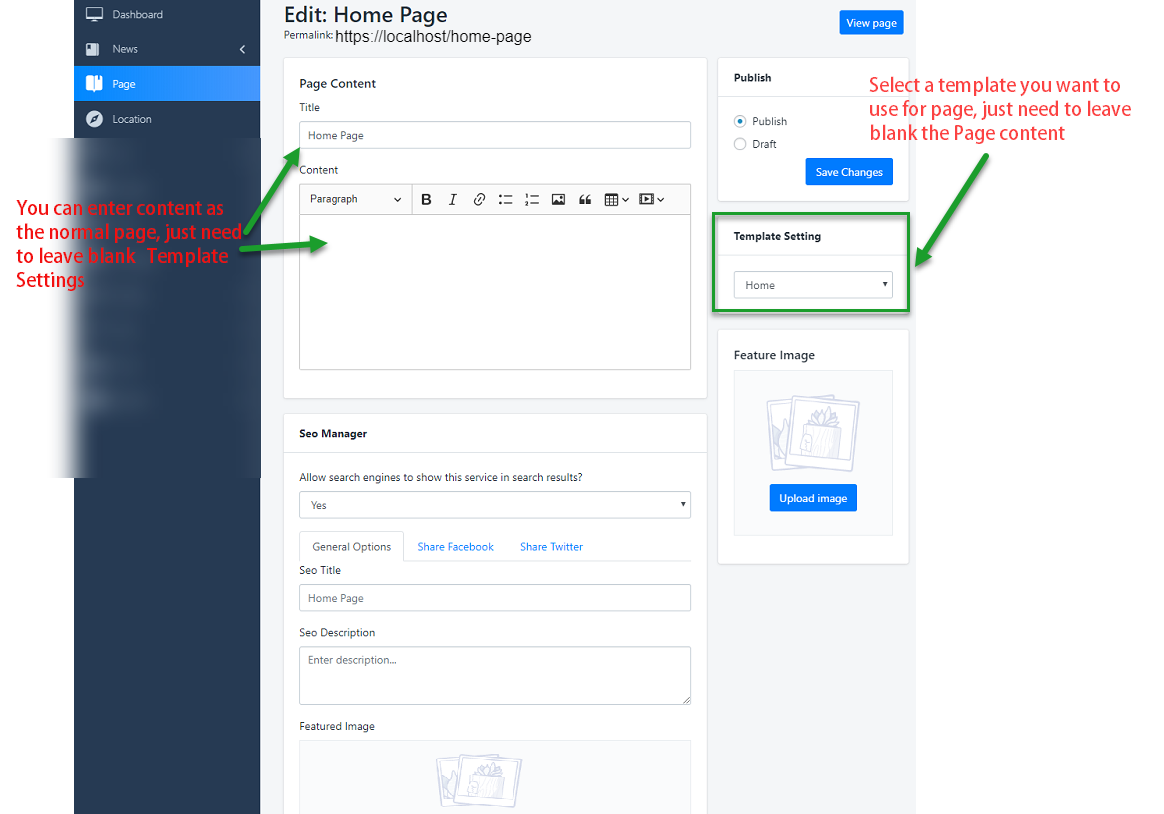 Dashboard
News
Page
Location
Edit: Home Page
Permalink: https://localhost/home-page
View page
Page Content
Title
Home Page
Content
Paragraph
B I
You can enter content as
the normal page, just need
to leave blank Template
Settings
Seo Manager
Allow search engines to show this service in search results?
Yes
General Options Share Facebook Share Twitter
Seo Title
Home Page
Seo Description
Enter description...
Featured Image
Publish
Publish
Draft
Save Changes
Select a template you want to
use for page, just need to leave
blank the Page content
Template Setting
Home
Feature Image
Upload image